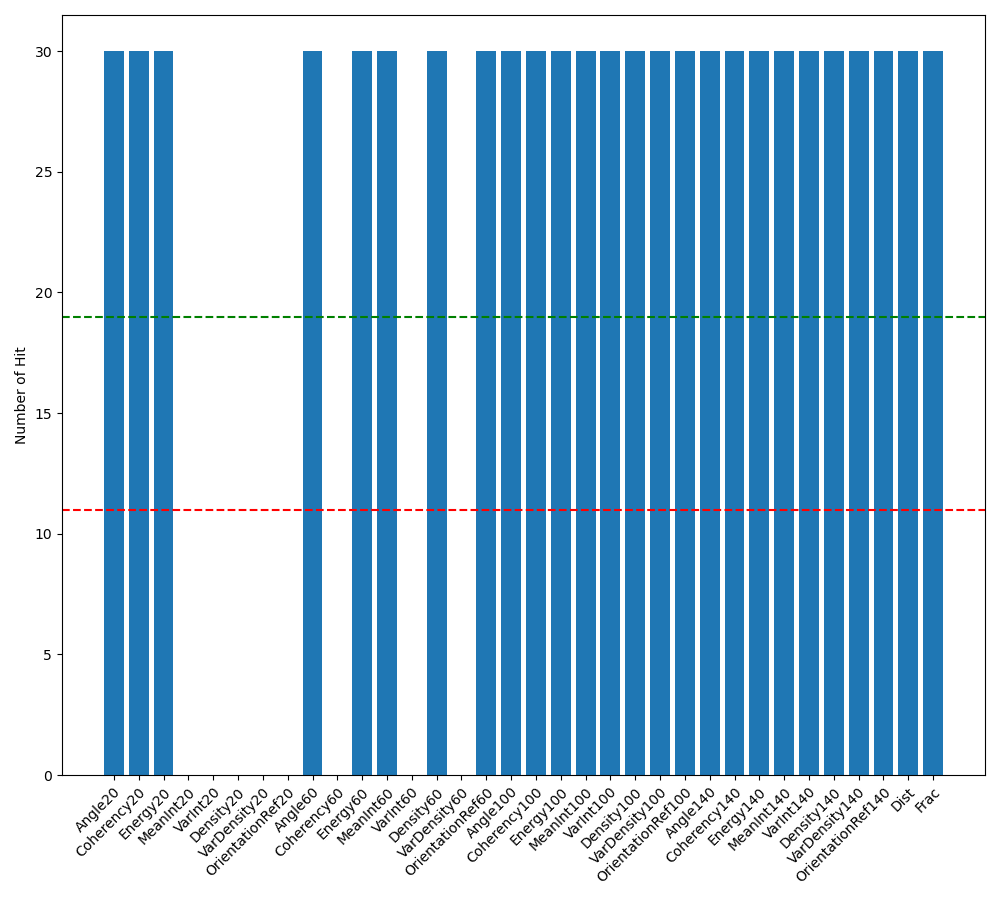 30
25
20
15
10
5
0
Number of Hit
Angle20
Coherency20
Energy20
MeanInt20
VarInt20
Density20
VarDensity20
OrientationRef20
Angle60
Coherency60
Energy60
MeanInt60
VarInt60
Density60
VarDensity60
OrientationRef60
Angle100
Coherency100
Energy100
MeanInt100
VarInt100
Density100
VarDensity100
OrientationRef100
Angle140
Coherency140
Energy140
MeanInt140
VarInt140
Density140
VarDensity140
OrientationRef140
Dist
Frac